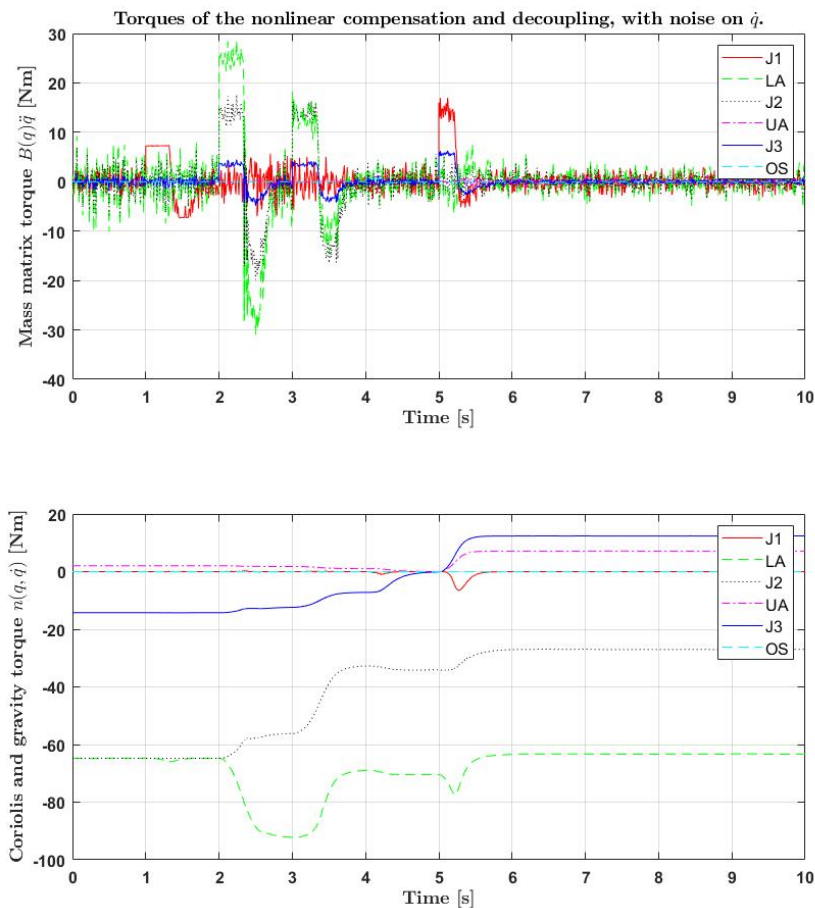 Torques of the nonlinear compensation and decoupling, with noise on q̇.
Mass matrix torque B(q)q̈ [Nm]
30
20
10
0
-10
-20
-30
-40
0 1 2 3 4 5 6 7 8 9 10
Time [s]
J1
LA
J2
UA
J3
OS
Coriolis and gravity torque n(q, q̇) [Nm]
20
0
-20
-40
-60
-80
-100
0 1 2 3 4 5 6 7 8 9 10
Time [s]
J1
LA
J2
UA
J3
OS